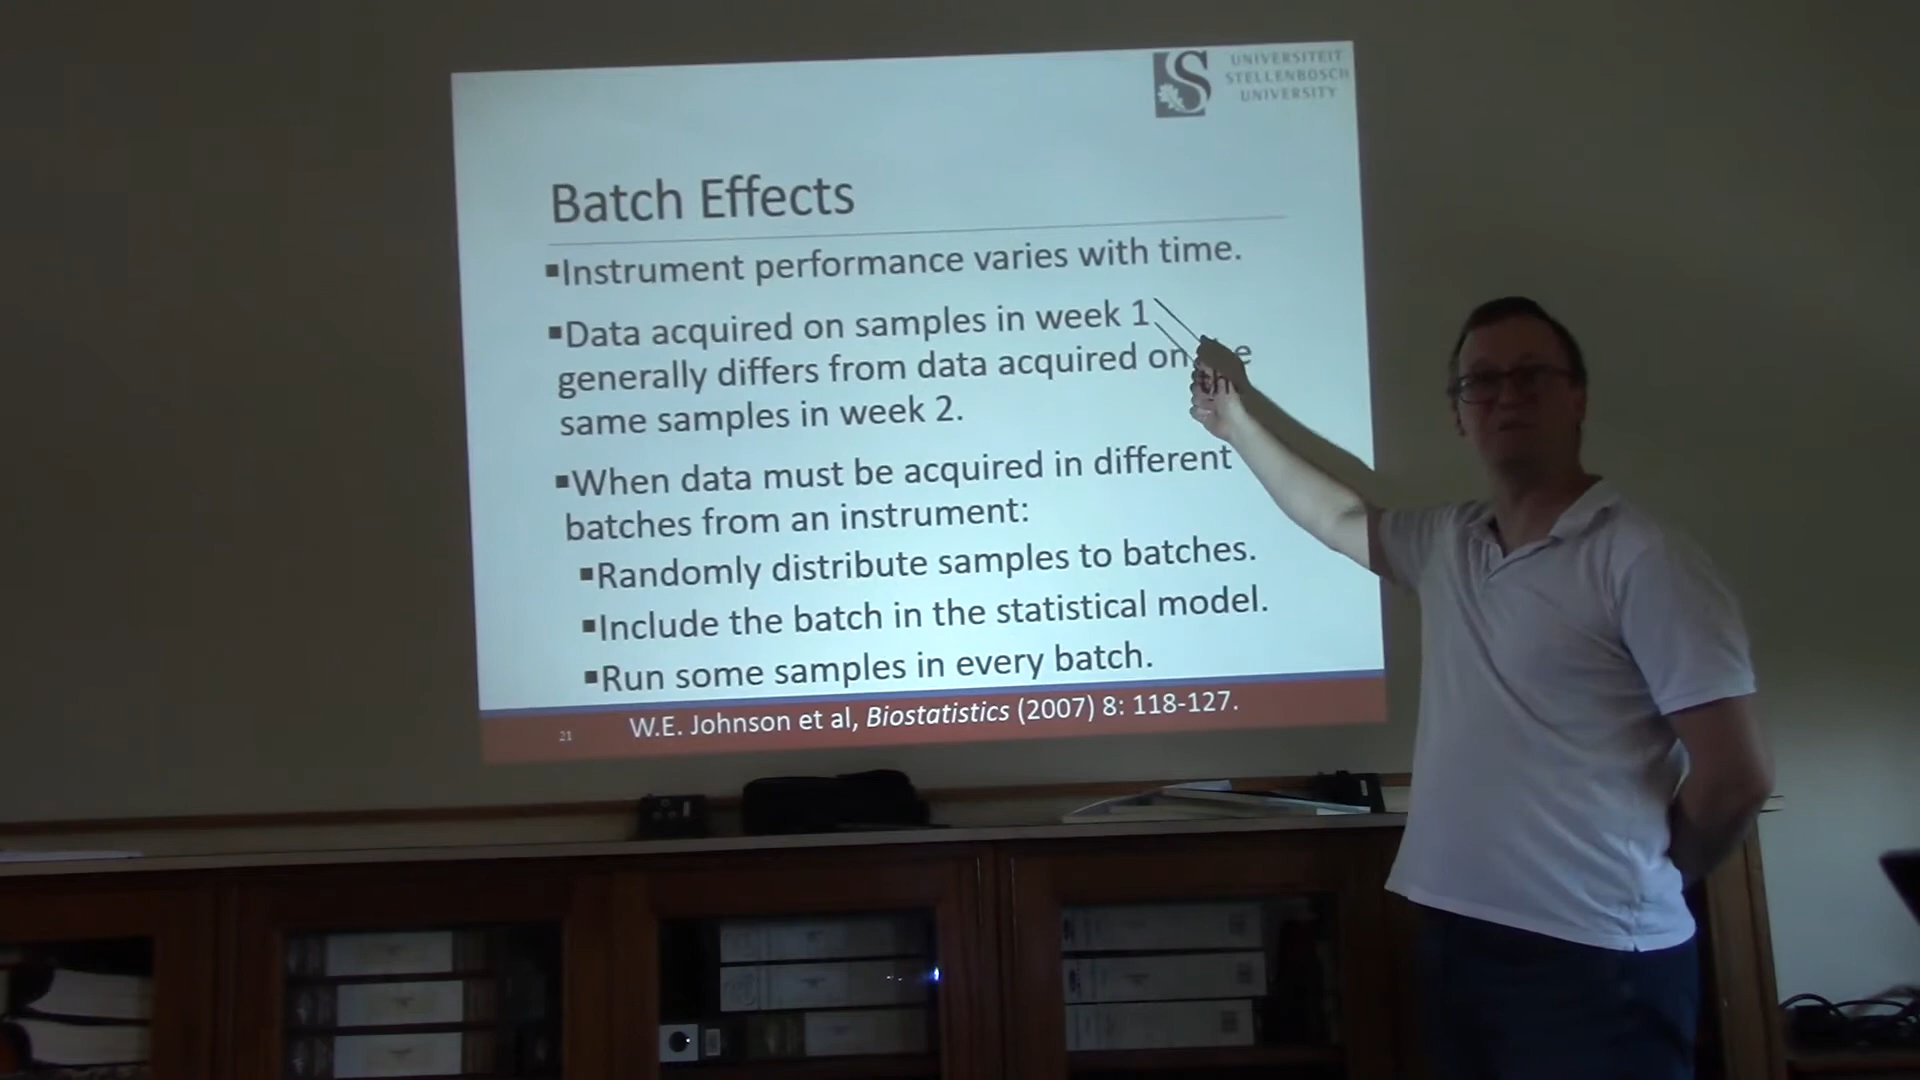 UNIVERSITEIT
STELLENBOSCH
UNIVERSITY
Batch Effects
▪Instrument performance varies with time.
▪Data acquired on samples in week 1
generally differs from data acquired on the
same samples in week 2.
▪When data must be acquired in different
batches from an instrument:
▪Randomly distribute samples to batches.
▪Include the batch in the statistical model.
▪Run some samples in every batch.
21
W.E. Johnson et al, Biostatistics (2007) 8: 118-127.